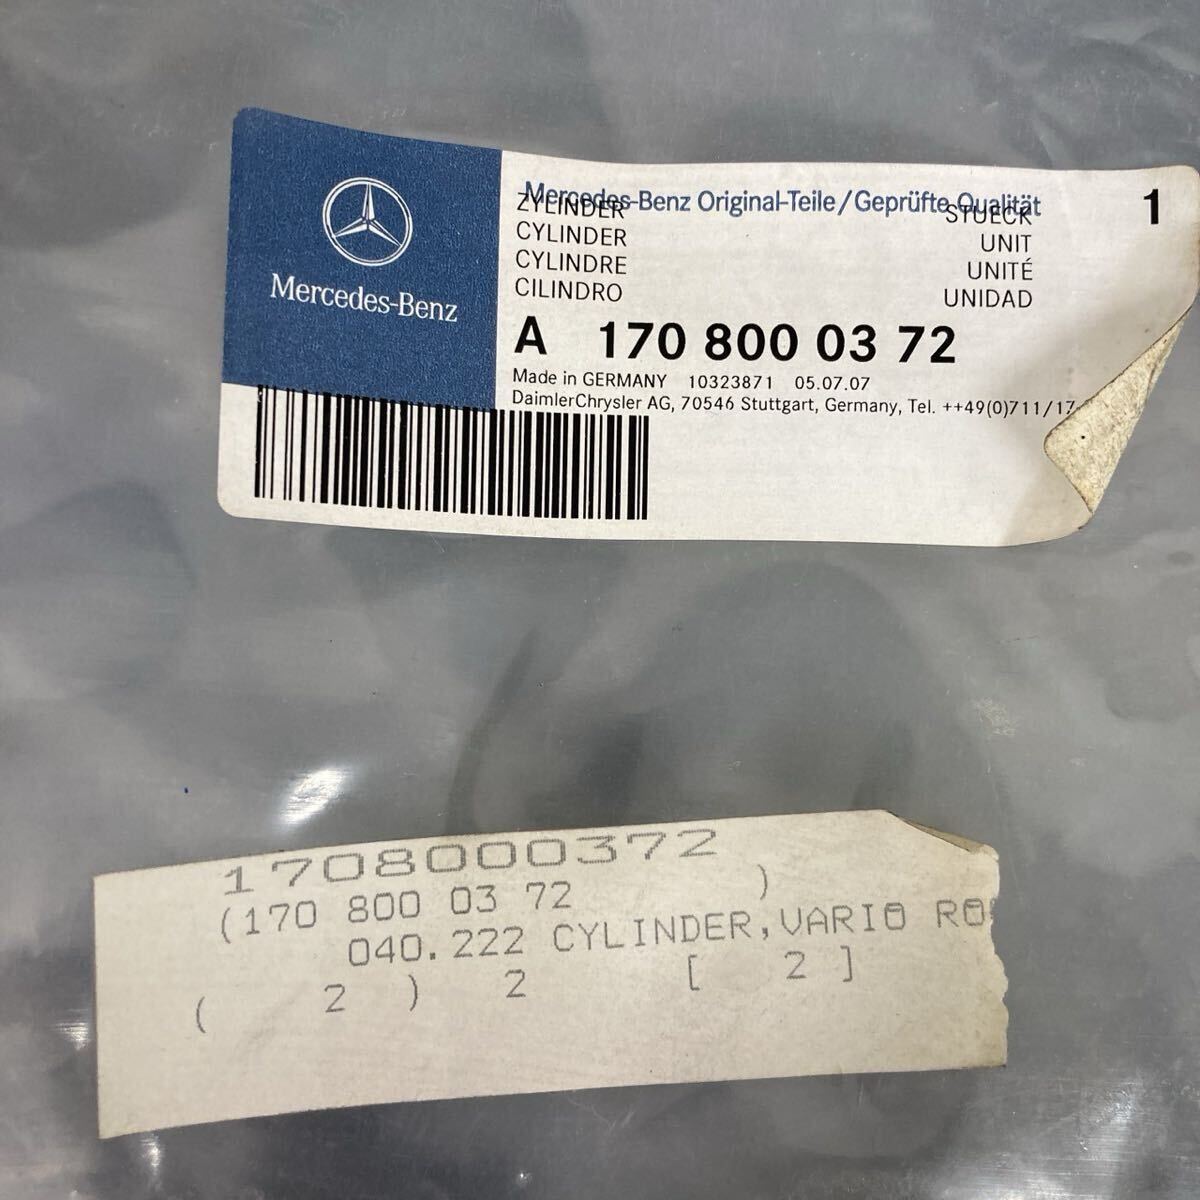 Mercedes-Benz
Mercedes-Benz Original-Teile/Geprüfte Qualität
ZYLINDER STUECK 1
CYLINDER UNIT
CYLINDRE UNITÉ
CILINDRO UNIDAD
A 170 800 03 72
Made in GERMANY 10323871 05.07.07
DaimlerChrysler AG, 70546 Stuttgart, Germany, Tel. ++49(0)711/17
1708000372
(170 800 03 72 )
040.222 CYLINDER,VARIO RO
( 2 ) 2 [ 2 ]